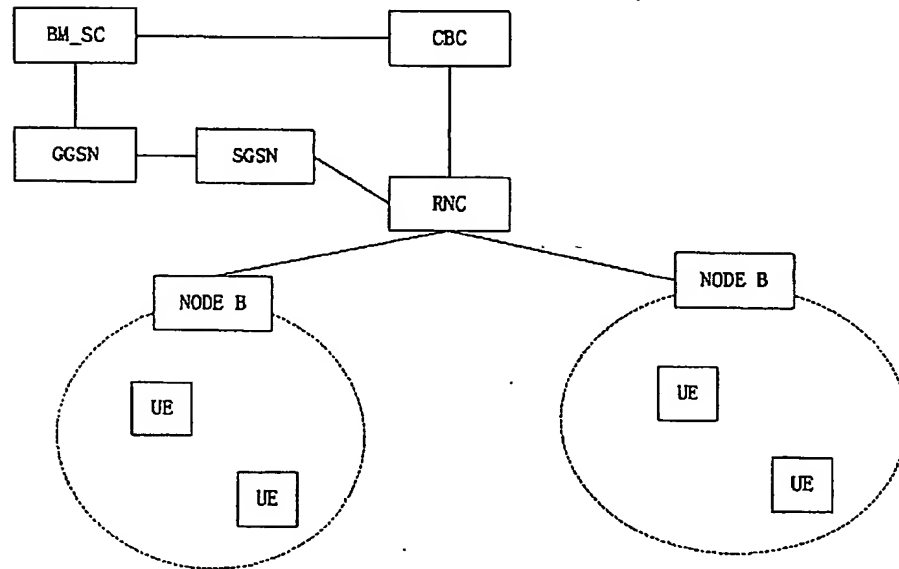 BM_SC
CBC
GGSN
SGSN
RNC
NODE B
NODE B
UE
UE
UE
UE